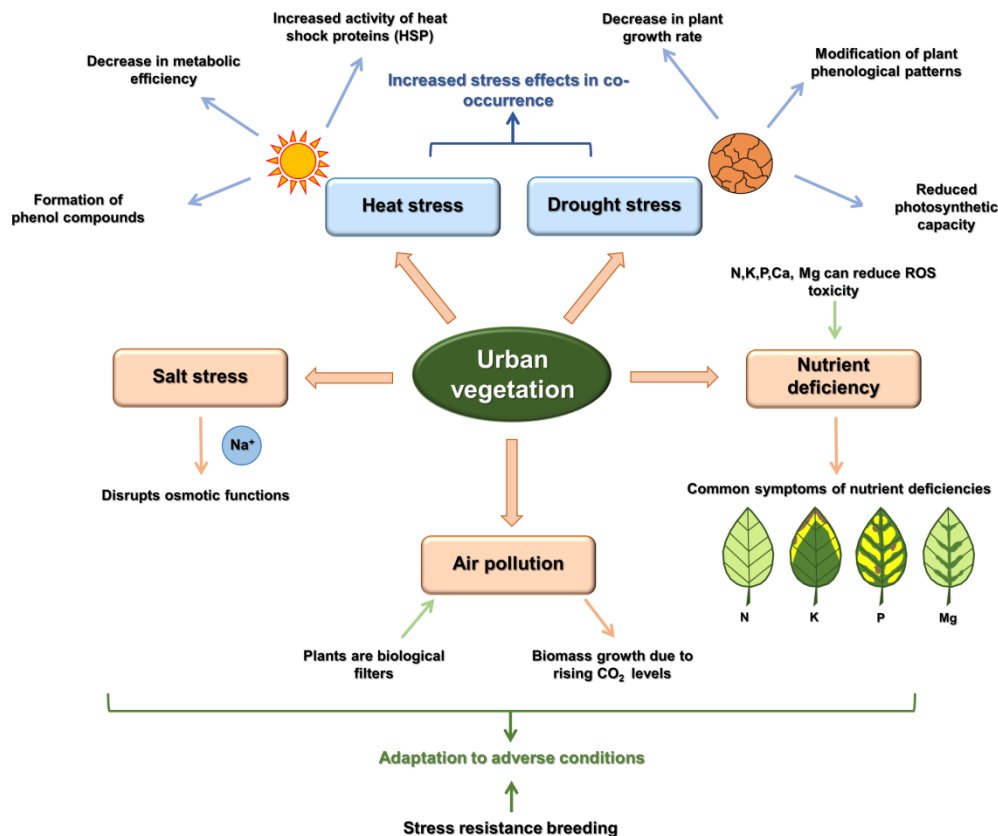 Increased activity of heat
shock proteins (HSP)
Decrease in plant
growth rate
Decrease in metabolic
efficiency
Modification of plant
phenological patterns
Increased stress effects in co-
occurrence
Formation of
phenol compounds
Heat stress
Drought stress
Reduced
photosynthetic
capacity
N,K,P,Ca, Mg can reduce ROS
toxicity
Urban
vegetation
Salt stress
Nutrient
deficiency
Na⁺
Disrupts osmotic functions
Common symptoms of nutrient deficiencies
N
K
P
Mg
Air pollution
Plants are biological
filters
Biomass growth due to
rising CO₂ levels
Adaptation to adverse conditions
Stress resistance breeding